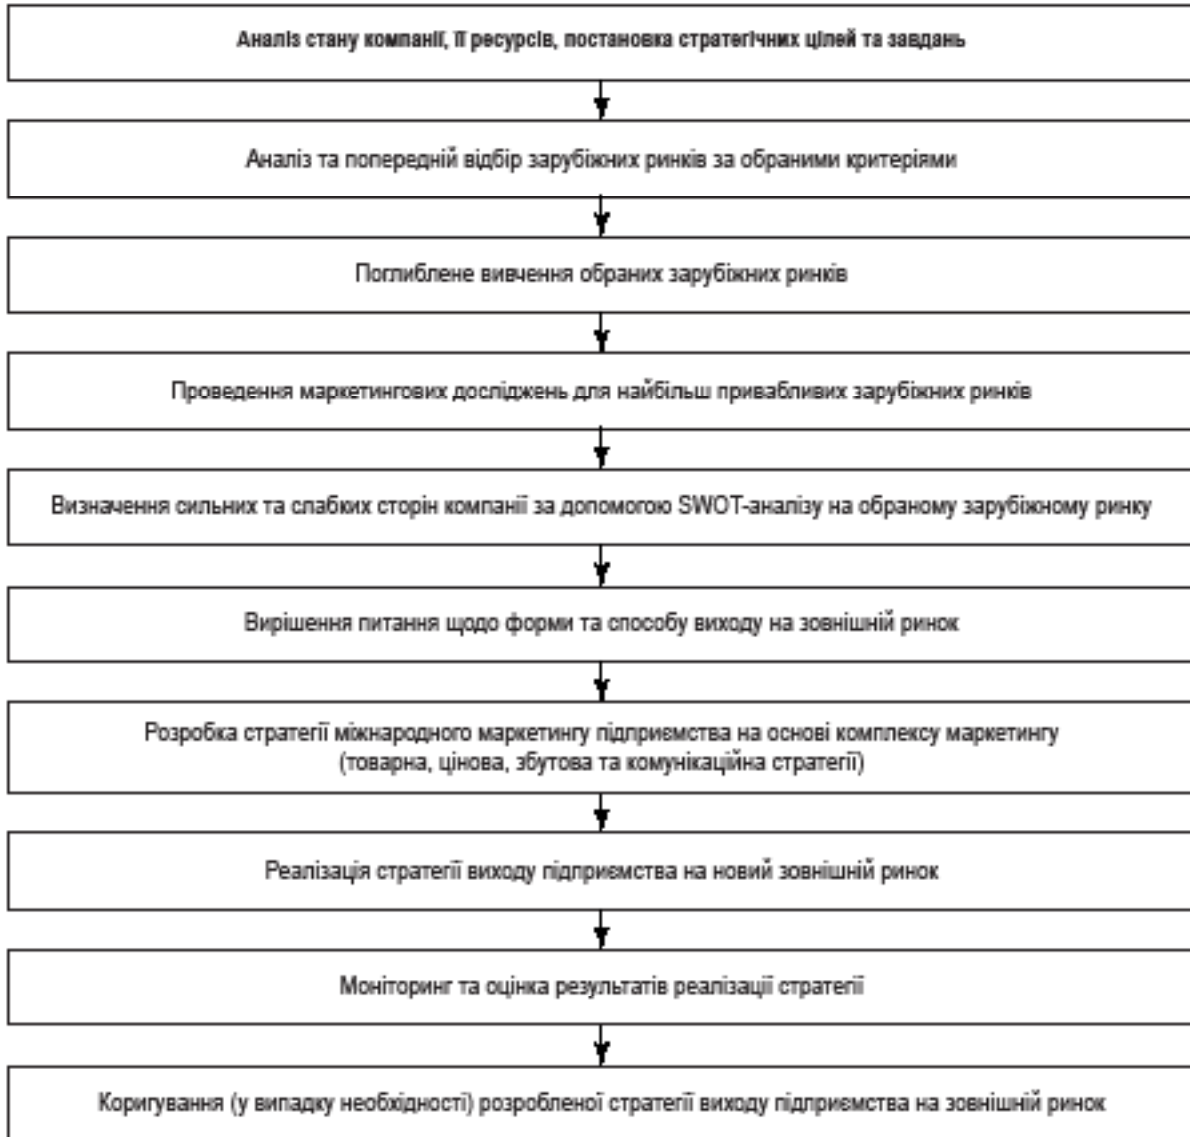 Аналіз стану компанії, її ресурсів, постановка стратегічних цілей та завдань
Аналіз та попередній відбір зарубіжних ринків за обраними критеріями
Поглиблене вивчення обраних зарубіжних ринків
Проведення маркетингових досліджень для найбільш привабливих зарубіжних ринків
Визначення сильних та слабких сторін компанії за допомогою SWOT-аналізу на обраному зарубіжному ринку
Вирішення питання щодо форми та способу виходу на зовнішній ринок
Розробка стратегії міжнародного маркетингу підприємства на основі комплексу маркетингу
(товарна, цінова, збутова та комунікаційна стратегії)
Реалізація стратегії виходу підприємства на новий зовнішній ринок
Моніторинг та оцінка результатів реалізації стратегії
Коригування (у випадку необхідності) розробленої стратегії виходу підприємства на зовнішній ринок